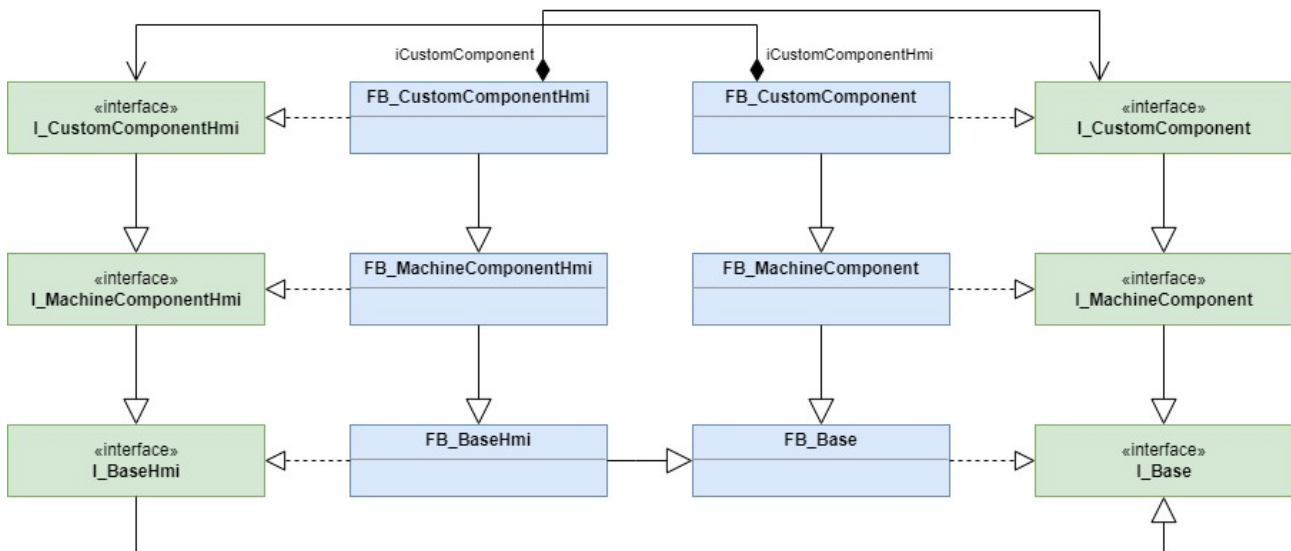 iCustomComponent
iCustomComponentHmi
«interface»
I_CustomComponentHmi
FB_CustomComponentHmi
FB_CustomComponent
«interface»
I_CustomComponent
«interface»
I_MachineComponentHmi
FB_MachineComponentHmi
FB_MachineComponent
«interface»
I_MachineComponent
«interface»
I_BaseHmi
FB_BaseHmi
FB_Base
«interface»
I_Base